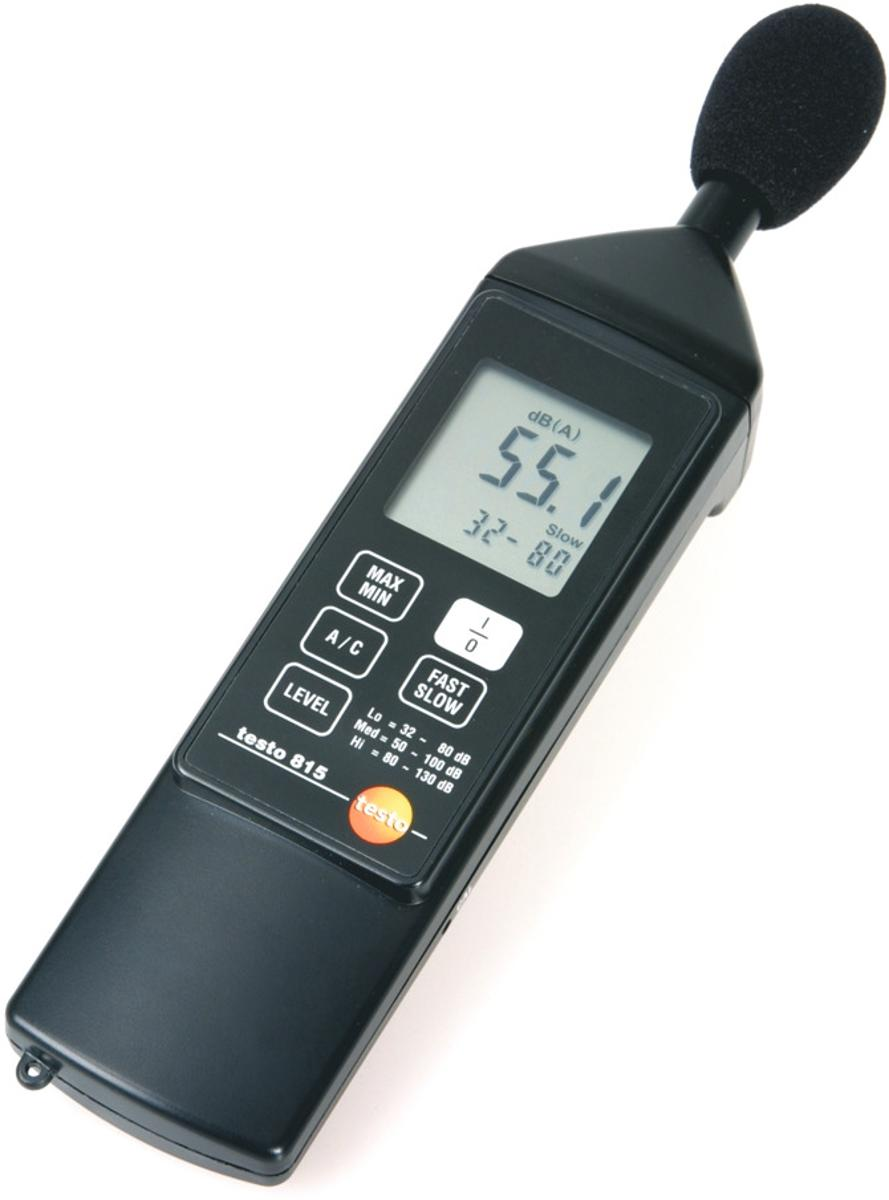 dB(A)
55.1
Slow
32- 80
MAX
MIN
I
0
A/C
FAST
SLOW
LEVEL
Lo = 32 - 80 dB
Med = 50 - 100 dB
Hi = 80 - 130 dB
testo 815
testo